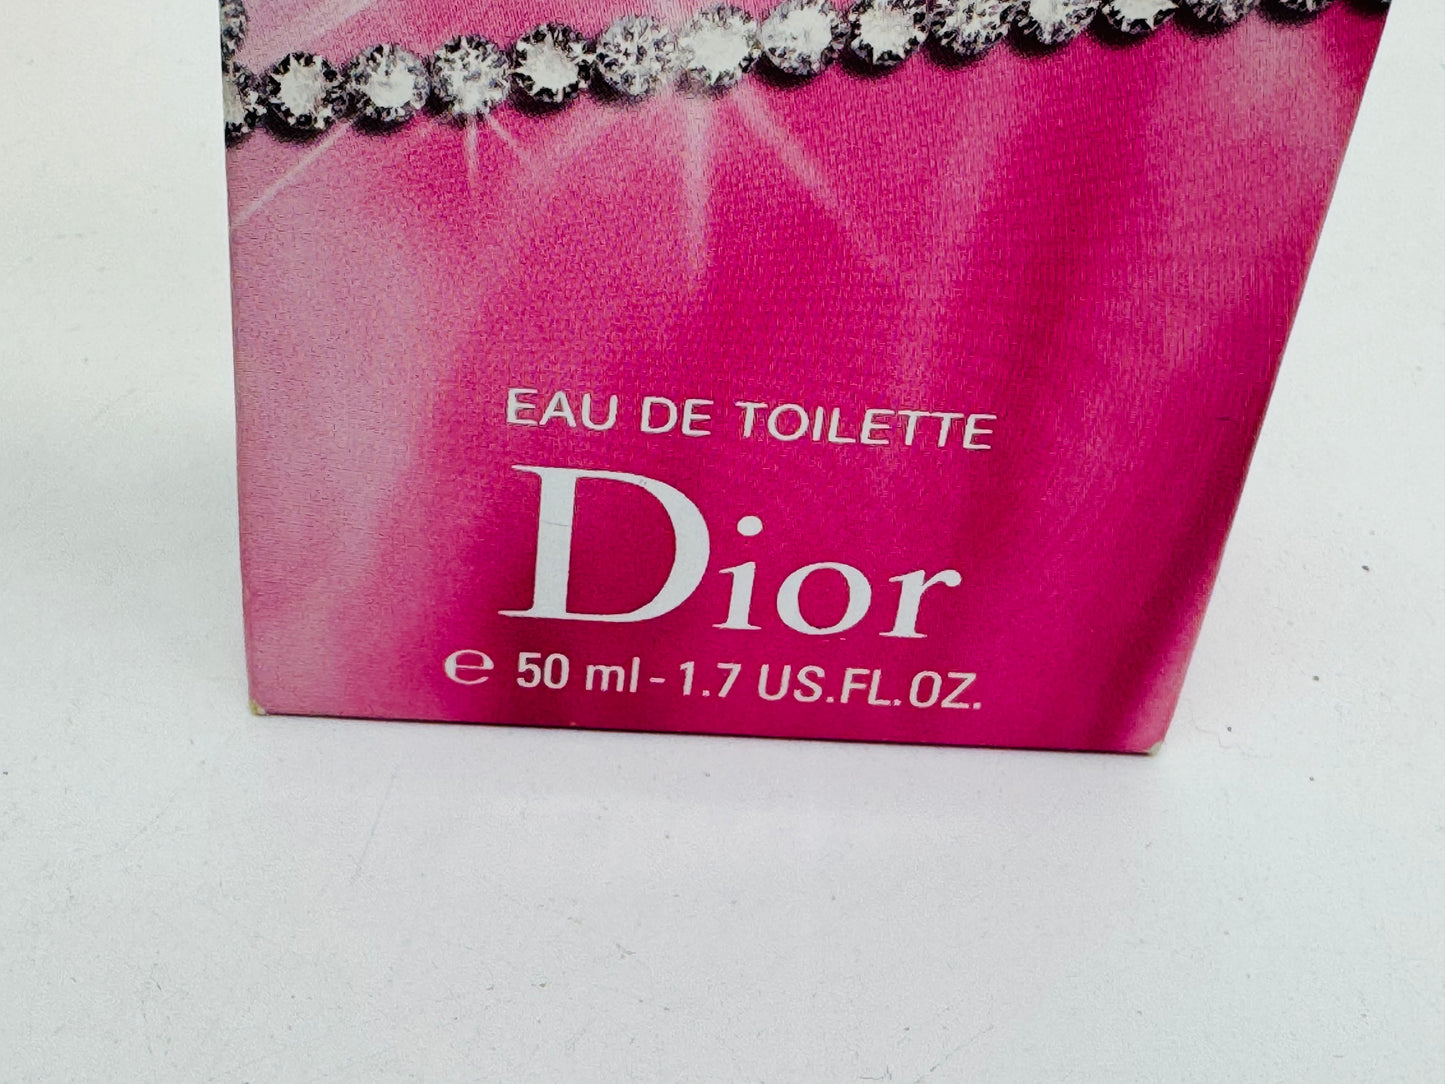 EAU DE TOILETTE
Dior
℮ 50 ml - 1.7 US.FL.OZ.